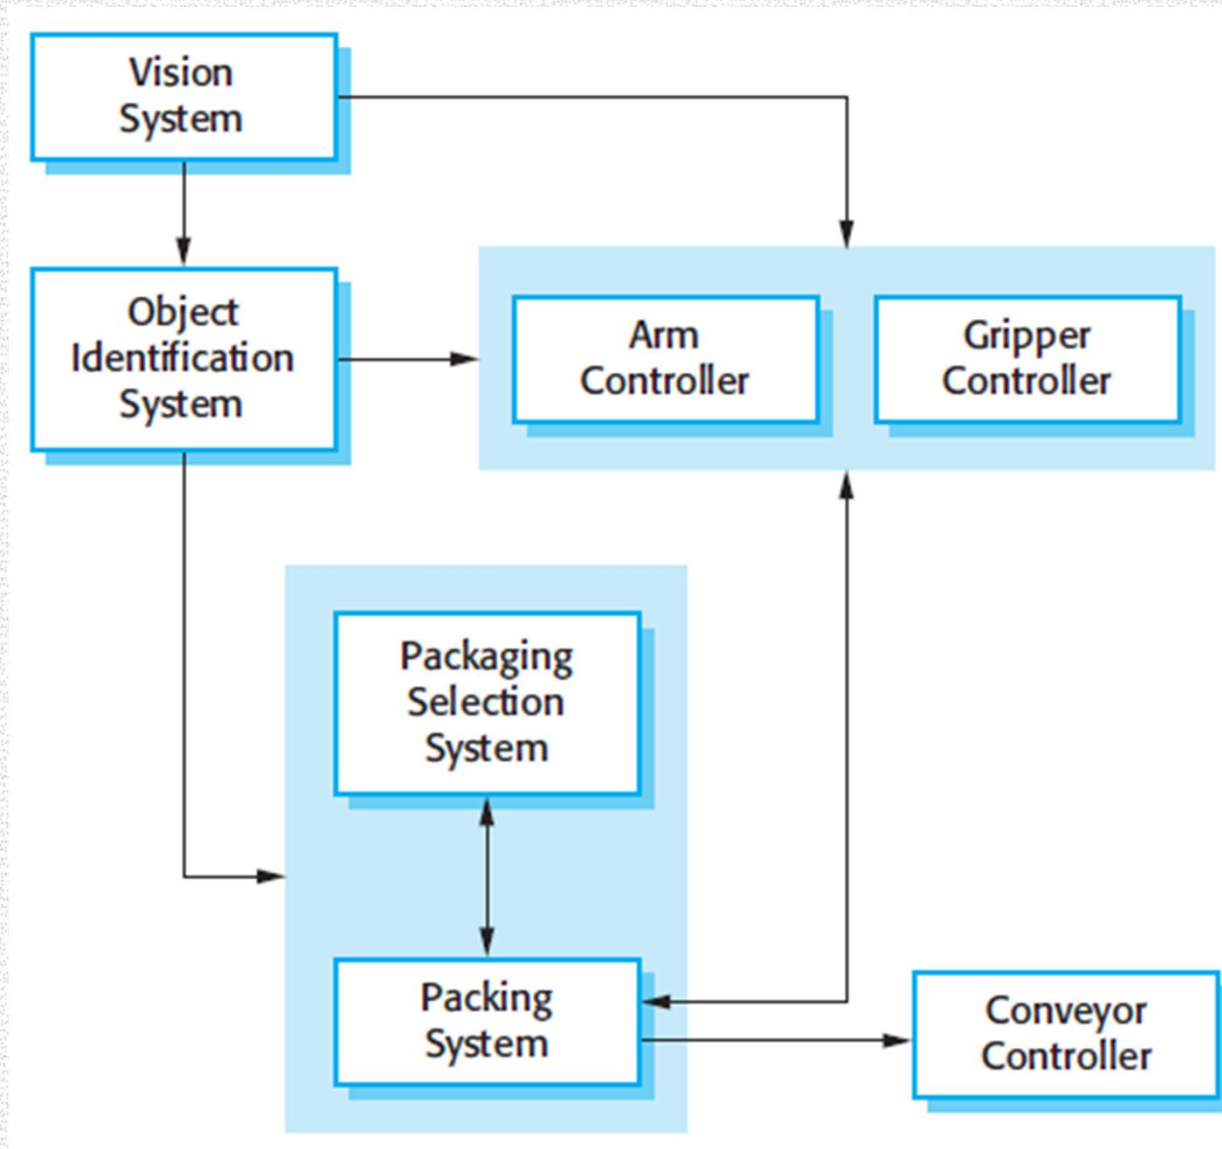 Vision
System
Object
Identification
System
Arm
Controller
Gripper
Controller
Packaging
Selection
System
Packing
System
Conveyor
Controller